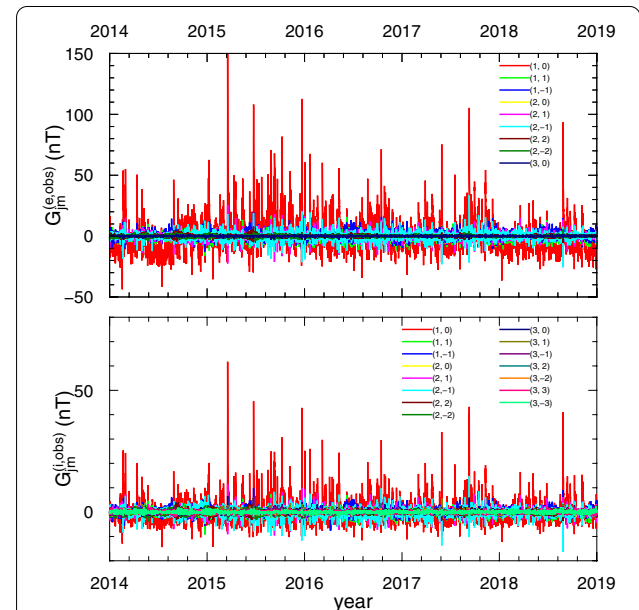 2014 2015 2016 2017 2018 2019
150
100
50
0
−50
G_jm^(e,obs) (nT)
(1, 0)
(1, 1)
(1,-1)
(2, 0)
(2, 1)
(2,-1)
(2, 2)
(2,-2)
(3, 0)
−50
0
G_jm^(i,obs) (nT)
(1, 0) (3, 0)
(1, 1) (3, 1)
(1,-1) (3,-1)
(2, 0) (3, 2)
(2, 1) (3,-2)
(2,-1) (3, 3)
(2, 2) (3,-3)
(2,-2)
2014 2015 2016 2017 2018 2019
year